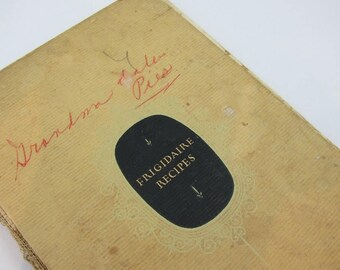 Grandma
Pies
FRIGIDAIRE
RECIPES